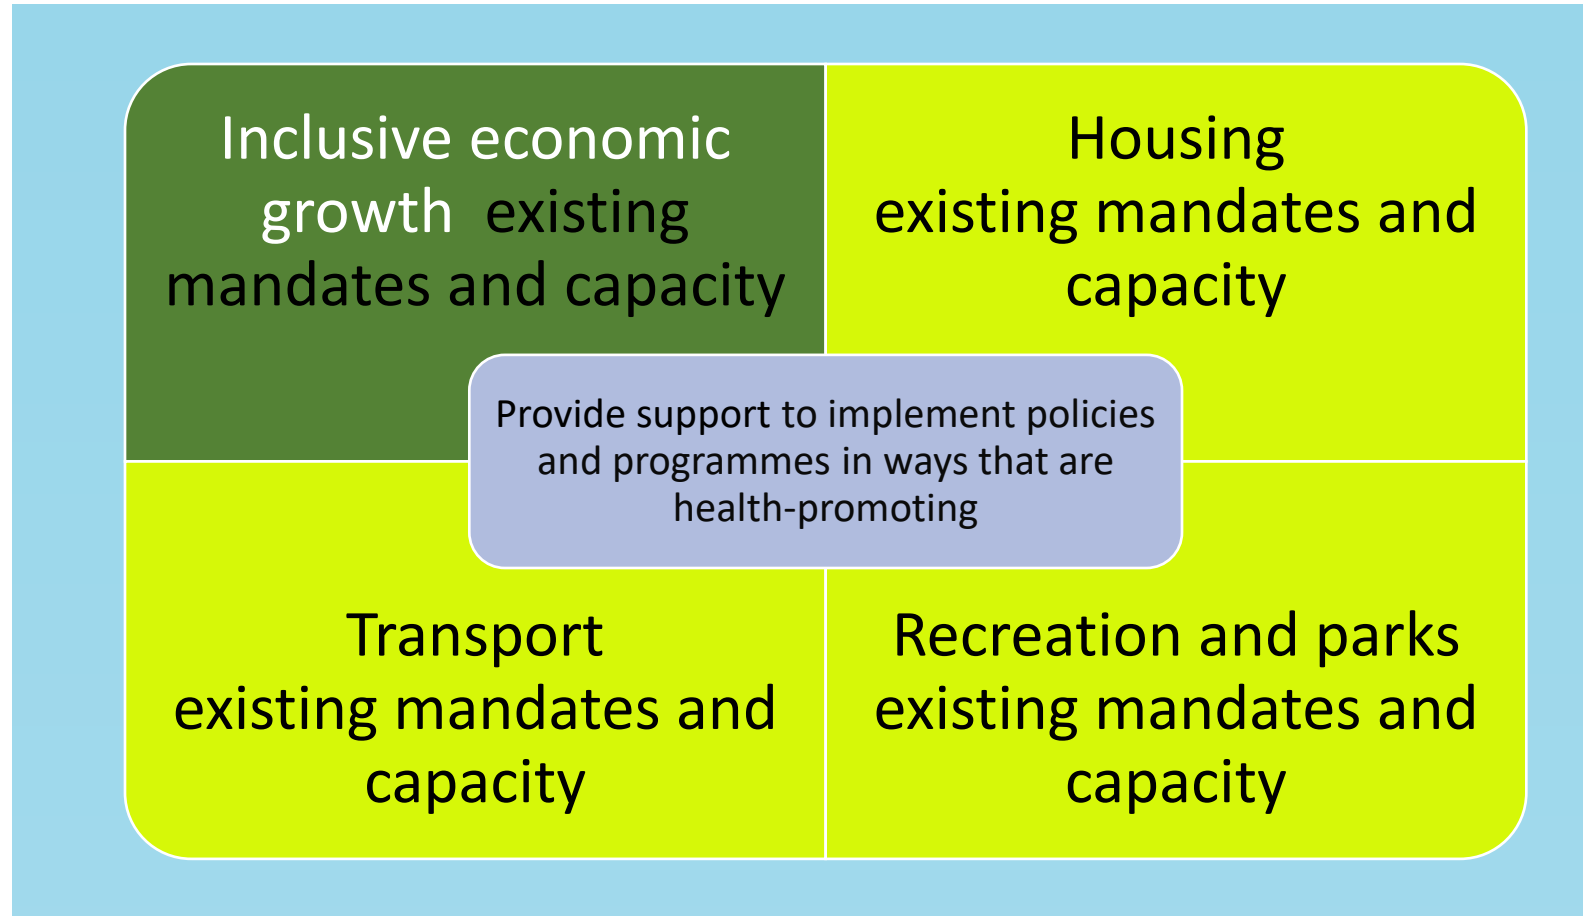 Inclusive economic
growth  existing
mandates and capacity
Housing
existing mandates and
capacity
Provide support to implement policies
and programmes in ways that are
health-promoting
Transport
existing mandates and
capacity
Recreation and parks
existing mandates and
capacity